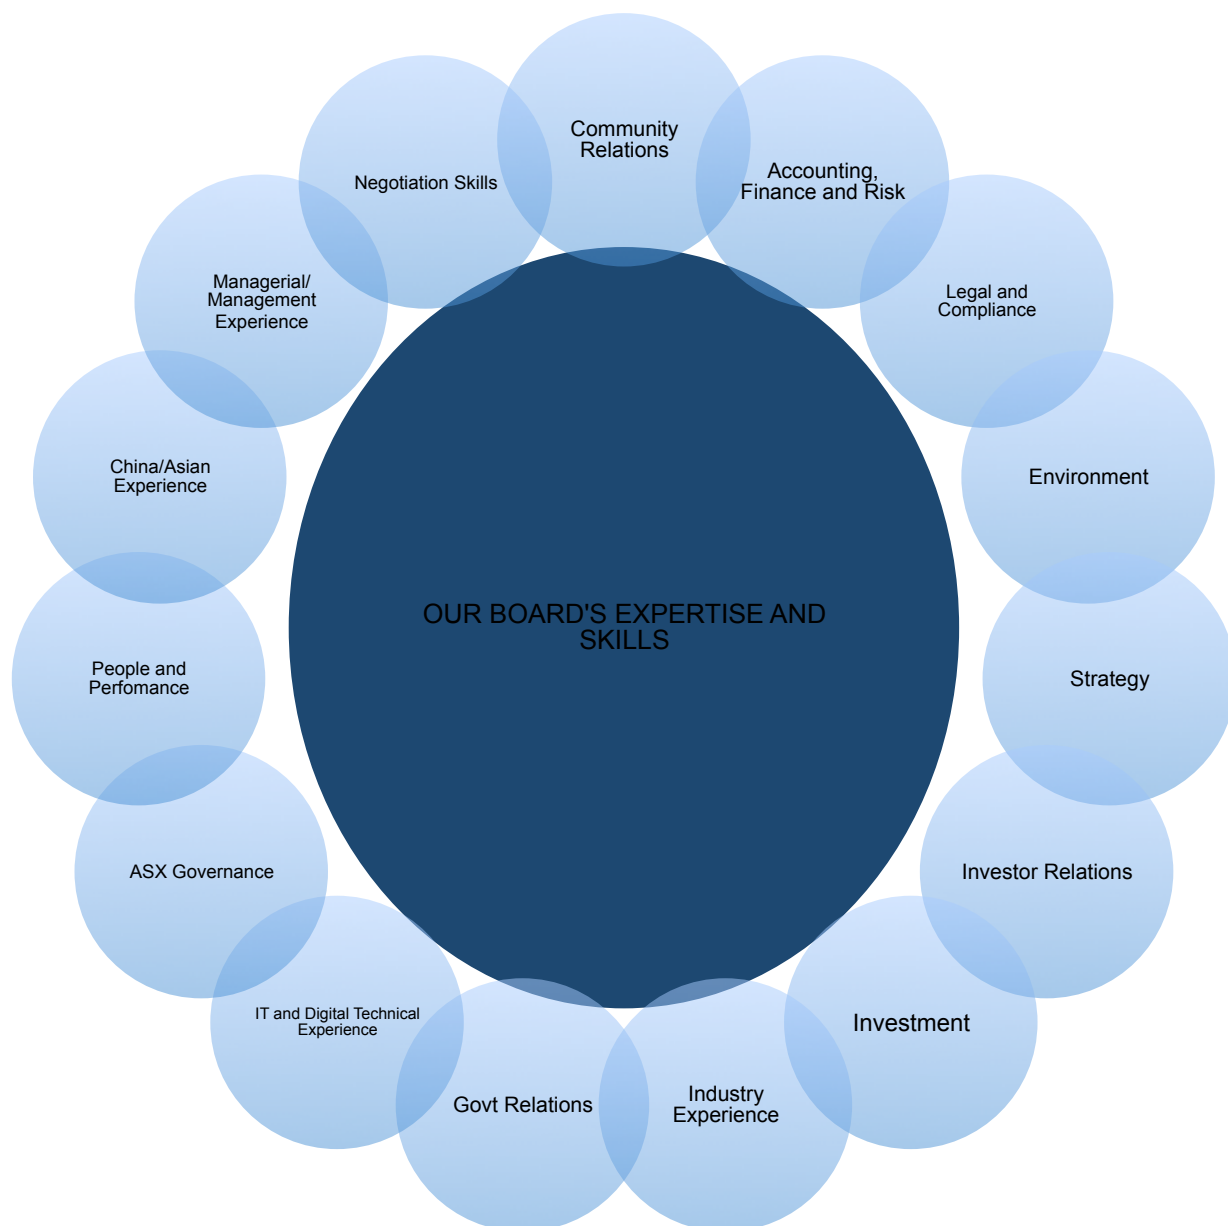 Community
Relations
Accounting,
Finance and Risk
Legal and
Compliance
Environment
Strategy
Investor Relations
Investment
Industry
Experience
Govt Relations
IT and Digital Technical
Experience
ASX Governance
People and
Perfomance
China/Asian
Experience
Managerial/
Management
Experience
Negotiation Skills
OUR BOARD'S EXPERTISE AND
SKILLS